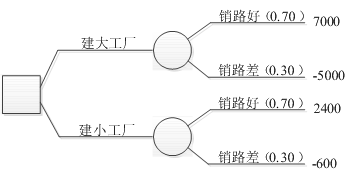 销路好（0.70） 7000
建大工厂
销路差（0.30） -5000
销路好（0.70） 2400
建小工厂
销路差（0.30） -600